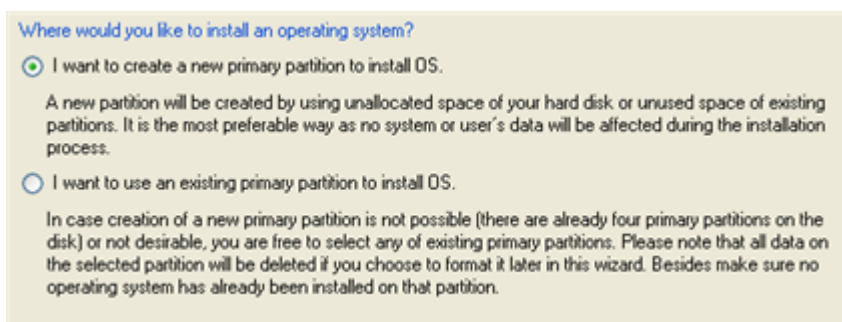 Where would you like to install an operating system?
I want to create a new primary partition to install OS.
A new partition will be created by using unallocated space of your hard disk or unused space of existing
partitions. It is the most preferable way as no system or user's data will be affected during the installation
process.
I want to use an existing primary partition to install OS.
In case creation of a new primary partition is not possible (there are already four primary partitions on the
disk) or not desirable, you are free to select any of existing primary partitions. Please note that all data on
the selected partition will be deleted if you choose to format it later in this wizard. Besides make sure no
operating system has already been installed on that partition.